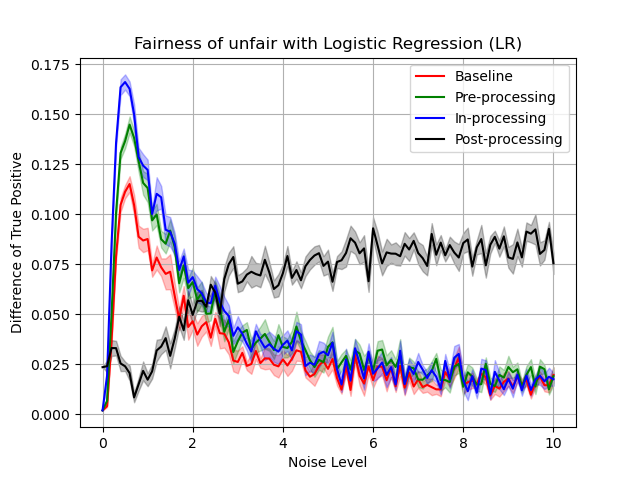 Fairness of unfair with Logistic Regression (LR)
Difference of True Positive
0.175
0.150
0.125
0.100
0.075
0.050
0.025
0.000
Baseline
Pre-processing
In-processing
Post-processing
0 2 4 6 8 10
Noise Level